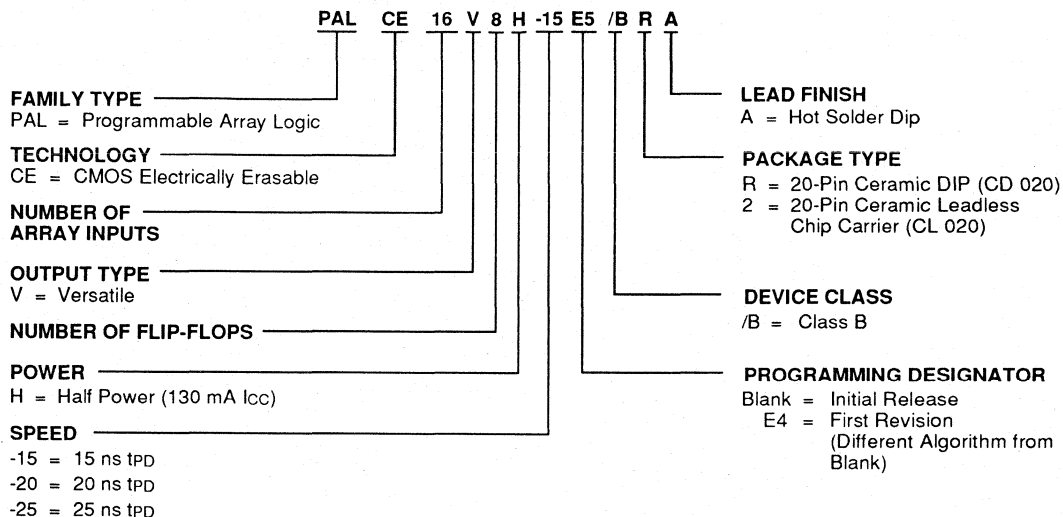 PAL CE 16 V 8 H -15 E5 /B R A
FAMILY TYPE
PAL = Programmable Array Logic
TECHNOLOGY
CE = CMOS Electrically Erasable
NUMBER OF
ARRAY INPUTS
OUTPUT TYPE
V = Versatile
NUMBER OF FLIP-FLOPS
POWER
H = Half Power (130 mA ICC)
SPEED
-15 = 15 ns tPD
-20 = 20 ns tPD
-25 = 25 ns tPD
LEAD FINISH
A = Hot Solder Dip
PACKAGE TYPE
R = 20-Pin Ceramic DIP (CD 020)
2 = 20-Pin Ceramic Leadless
Chip Carrier (CL 020)
DEVICE CLASS
/B = Class B
PROGRAMMING DESIGNATOR
Blank = Initial Release
E4 = First Revision
(Different Algorithm from
Blank)